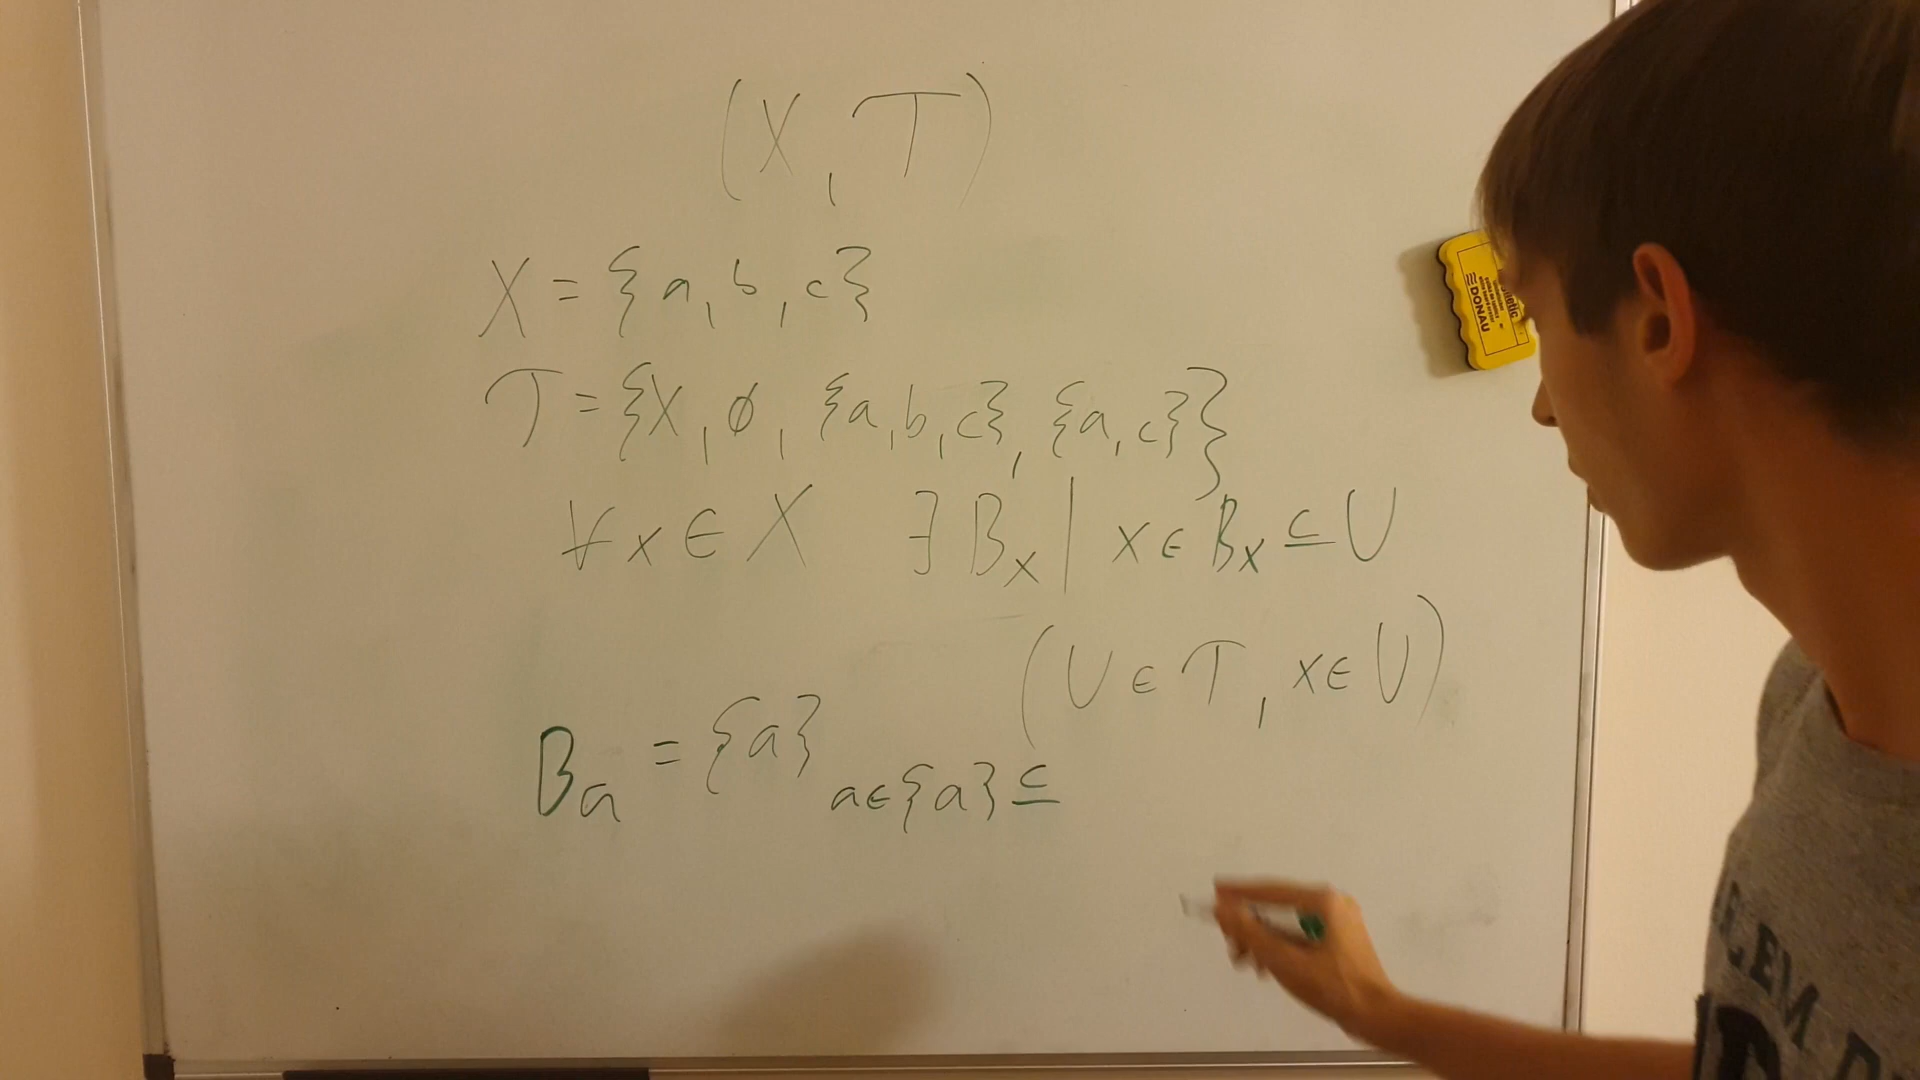 (X, T)
X = {a, b, c}
T = {X, ∅, {a, b, c}, {a, c}}
∀x ∈ X ∃ Bx | x ∈ Bx ⊆ U
(U ∈ T, x ∈ U)
Ba = {a} a ∈ {a} ⊆
DONAU